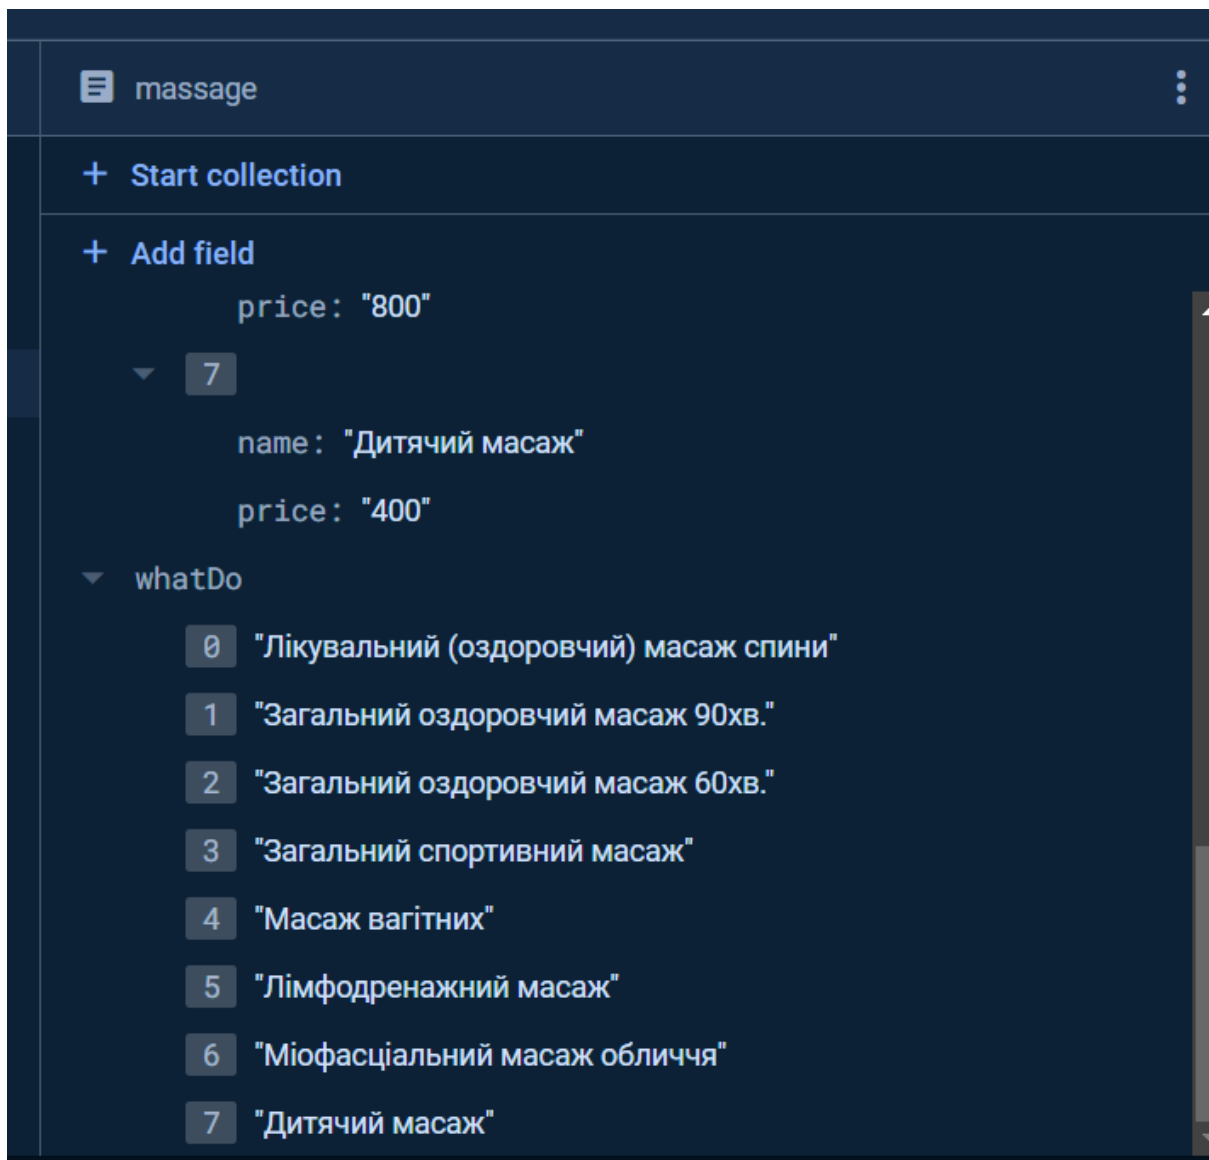 massage
+ Start collection
+ Add field
price: "800"
7
name: "Дитячий масаж"
price: "400"
whatDo
0 "Лікувальний (оздоровчий) масаж спини"
1 "Загальний оздоровчий масаж 90хв."
2 "Загальний оздоровчий масаж 60хв."
3 "Загальний спортивний масаж"
4 "Масаж вагітних"
5 "Лімфодренажний масаж"
6 "Міофасціальний масаж обличчя"
7 "Дитячий масаж"